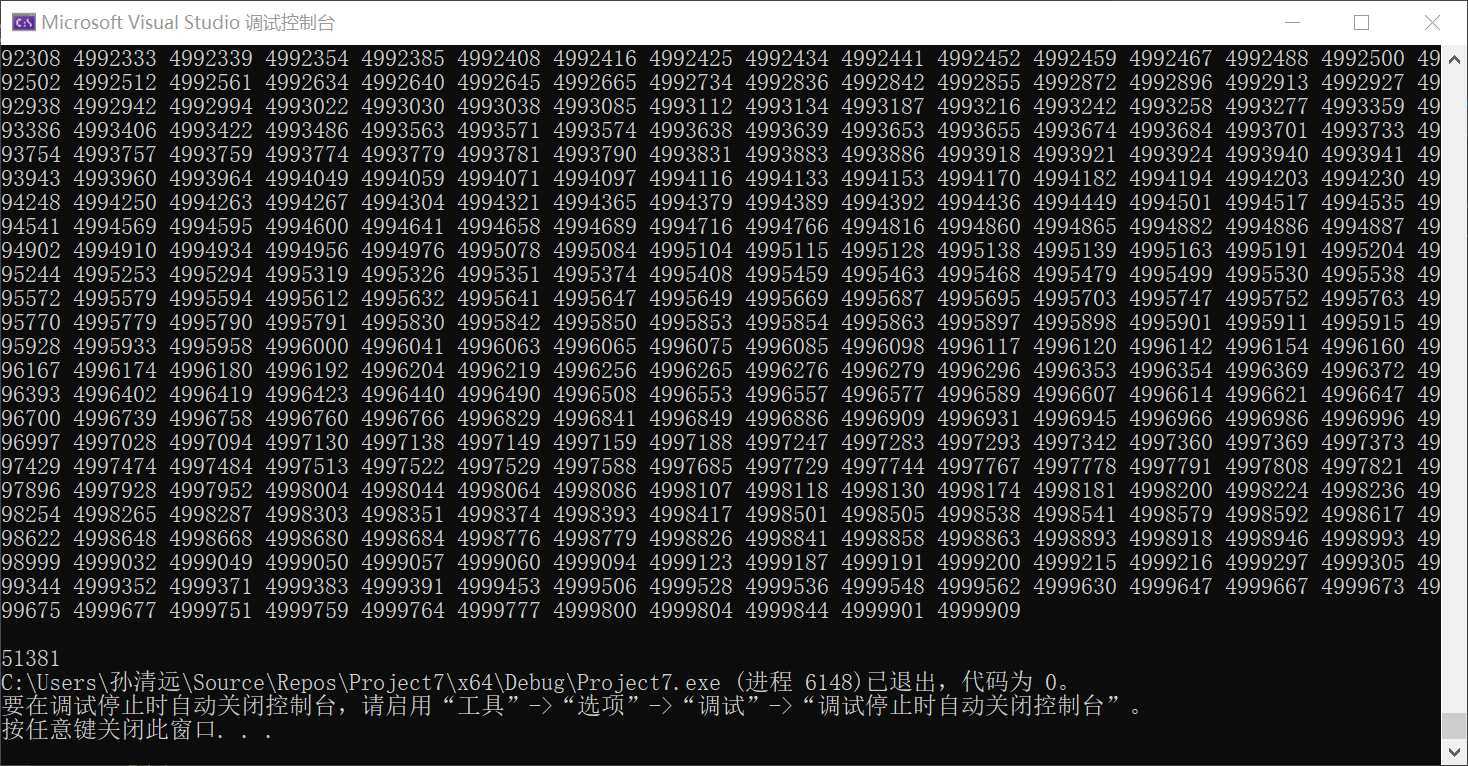 Microsoft Visual Studio 调试控制台
92308 4992333 4992339 4992354 4992385 4992408 4992416 4992425 4992434 4992441 4992452 4992459 4992467 4992488 4992500 49
92502 4992512 4992561 4992634 4992640 4992645 4992665 4992734 4992836 4992842 4992855 4992872 4992896 4992913 4992927 49
92938 4992942 4992994 4993022 4993030 4993038 4993085 4993112 4993134 4993187 4993216 4993242 4993258 4993277 4993359 49
93386 4993406 4993422 4993486 4993563 4993571 4993574 4993638 4993639 4993653 4993655 4993674 4993684 4993701 4993733 49
93754 4993757 4993759 4993774 4993779 4993781 4993790 4993831 4993883 4993886 4993918 4993921 4993924 4993940 4993941 49
93943 4993960 4993964 4994049 4994059 4994071 4994097 4994116 4994133 4994153 4994170 4994182 4994194 4994203 4994230 49
94248 4994250 4994263 4994267 4994304 4994321 4994365 4994379 4994389 4994392 4994436 4994449 4994501 4994517 4994535 49
94541 4994569 4994595 4994600 4994641 4994658 4994689 4994716 4994766 4994816 4994860 4994865 4994882 4994886 4994887 49
94902 4994910 4994934 4994956 4994976 4995078 4995084 4995104 4995115 4995128 4995138 4995139 4995163 4995191 4995204 49
95244 4995253 4995294 4995319 4995326 4995351 4995374 4995408 4995459 4995463 4995468 4995479 4995499 4995530 4995538 49
95572 4995579 4995594 4995612 4995632 4995641 4995647 4995649 4995669 4995687 4995695 4995703 4995747 4995752 4995763 49
95770 4995779 4995790 4995791 4995830 4995842 4995850 4995853 4995854 4995863 4995897 4995898 4995901 4995911 4995915 49
95928 4995933 4995958 4996000 4996041 4996063 4996065 4996075 4996085 4996098 4996117 4996120 4996142 4996154 4996160 49
96167 4996174 4996180 4996192 4996204 4996219 4996256 4996265 4996276 4996279 4996296 4996353 4996354 4996369 4996372 49
96393 4996402 4996419 4996423 4996440 4996490 4996508 4996553 4996557 4996577 4996589 4996607 4996614 4996621 4996647 49
96700 4996739 4996758 4996760 4996766 4996829 4996841 4996849 4996886 4996909 4996931 4996945 4996966 4996986 4996996 49
96997 4997028 4997094 4997130 4997138 4997149 4997159 4997188 4997247 4997283 4997293 4997342 4997360 4997369 4997373 49
97429 4997474 4997484 4997513 4997522 4997529 4997588 4997685 4997729 4997744 4997767 4997778 4997791 4997808 4997821 49
97896 4997928 4997952 4998004 4998044 4998064 4998086 4998107 4998118 4998130 4998174 4998181 4998200 4998224 4998236 49
98254 4998265 4998287 4998303 4998351 4998374 4998393 4998417 4998501 4998505 4998538 4998541 4998579 4998592 4998617 49
98622 4998648 4998668 4998680 4998684 4998776 4998779 4998826 4998841 4998858 4998863 4998893 4998918 4998946 4998993 49
98999 4999032 4999049 4999050 4999057 4999060 4999094 4999123 4999187 4999191 4999200 4999215 4999216 4999297 4999305 49
99344 4999352 4999371 4999383 4999391 4999453 4999506 4999528 4999536 4999548 4999562 4999630 4999647 4999667 4999673 49
99675 4999677 4999751 4999759 4999764 4999777 4999800 4999804 4999844 4999901 4999909
51381
C:\Users\孙清远\Source\Repos\Project7\x64\Debug\Project7.exe (进程 6148)已退出，代码为 0。
要在调试停止时自动关闭控制台，请启用“工具”->“选项”->“调试”->“调试停止时自动关闭控制台”。
按任意键关闭此窗口. . .